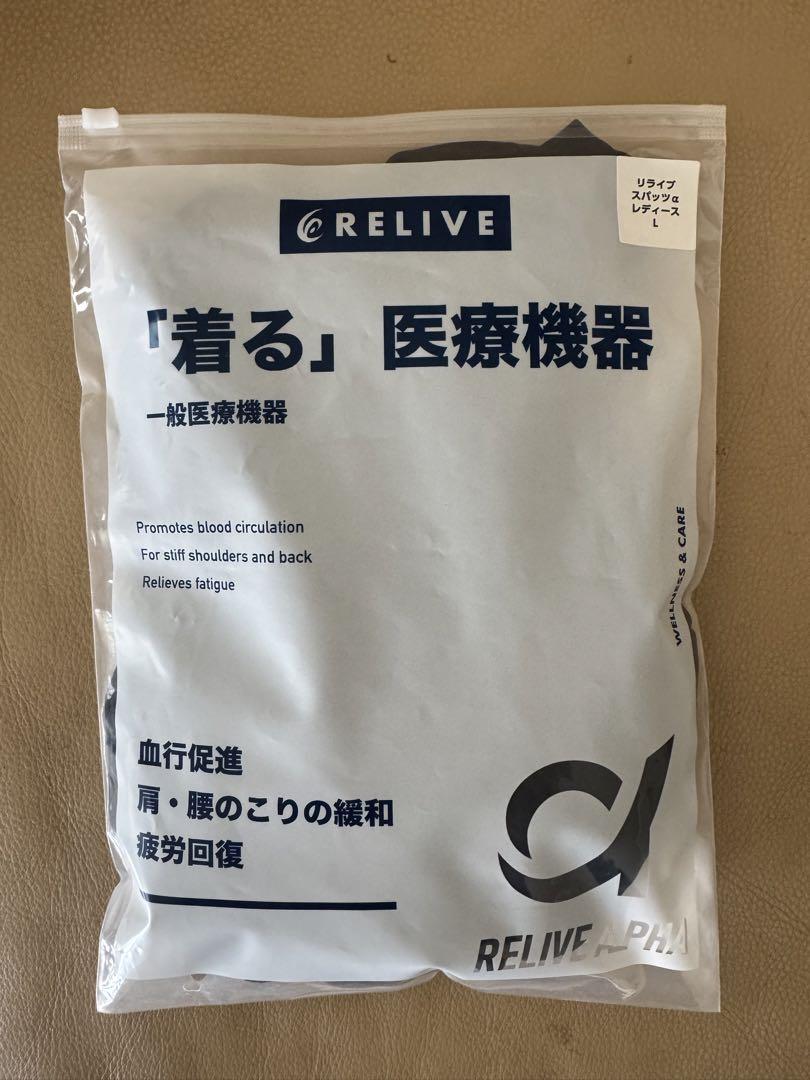 RELIVE
リライブ
スパッツα
レディース
L
「着る」医療機器
一般医療機器
Promotes blood circulation
For stiff shoulders and back
Relieves fatigue
WELLNESS & CARE
血行促進
肩・腰のこりの緩和
疲労回復
RELIVE ALPHA